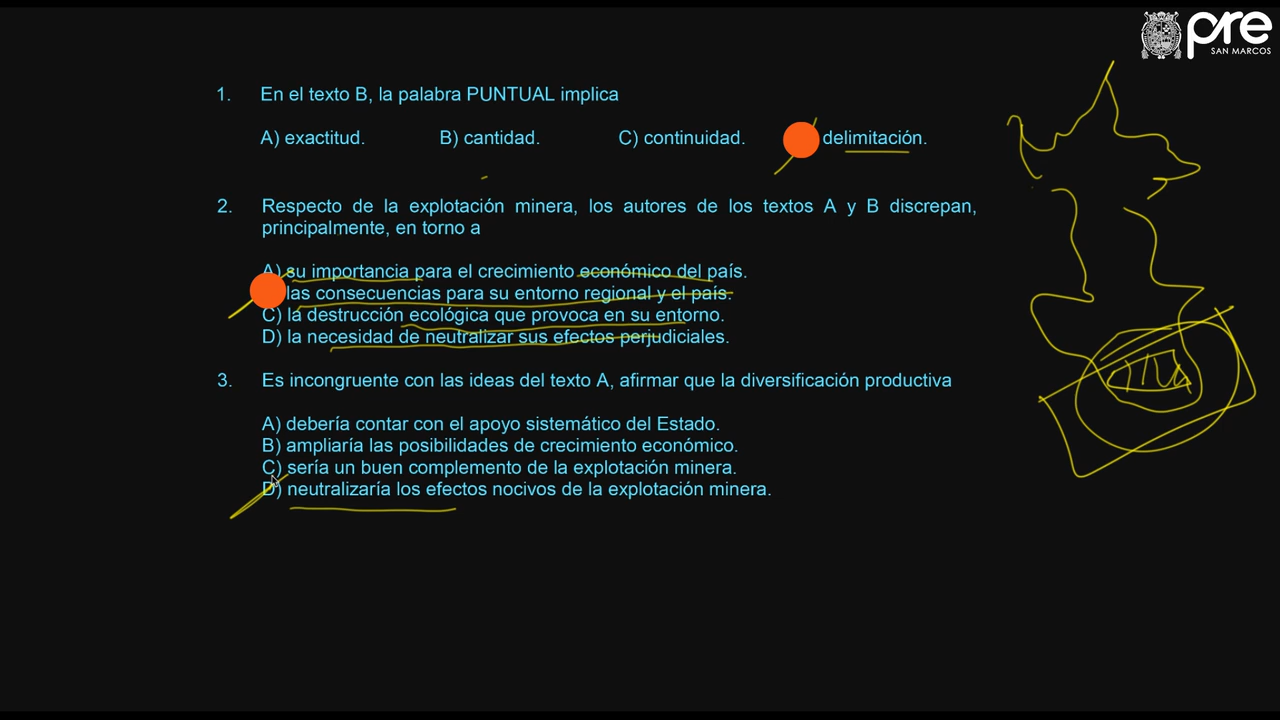 pre
SAN MARCOS
1. En el texto B, la palabra PUNTUAL implica
A) exactitud. B) cantidad. C) continuidad. delimitación.
2. Respecto de la explotación minera, los autores de los textos A y B discrepan,
principalmente, en torno a
A) su importancia para el crecimiento económico del país.
las consecuencias para su entorno regional y el país.
C) la destrucción ecológica que provoca en su entorno.
D) la necesidad de neutralizar sus efectos perjudiciales.
3. Es incongruente con las ideas del texto A, afirmar que la diversificación productiva
A) debería contar con el apoyo sistemático del Estado.
B) ampliaría las posibilidades de crecimiento económico.
C) sería un buen complemento de la explotación minera.
D) neutralizaría los efectos nocivos de la explotación minera.